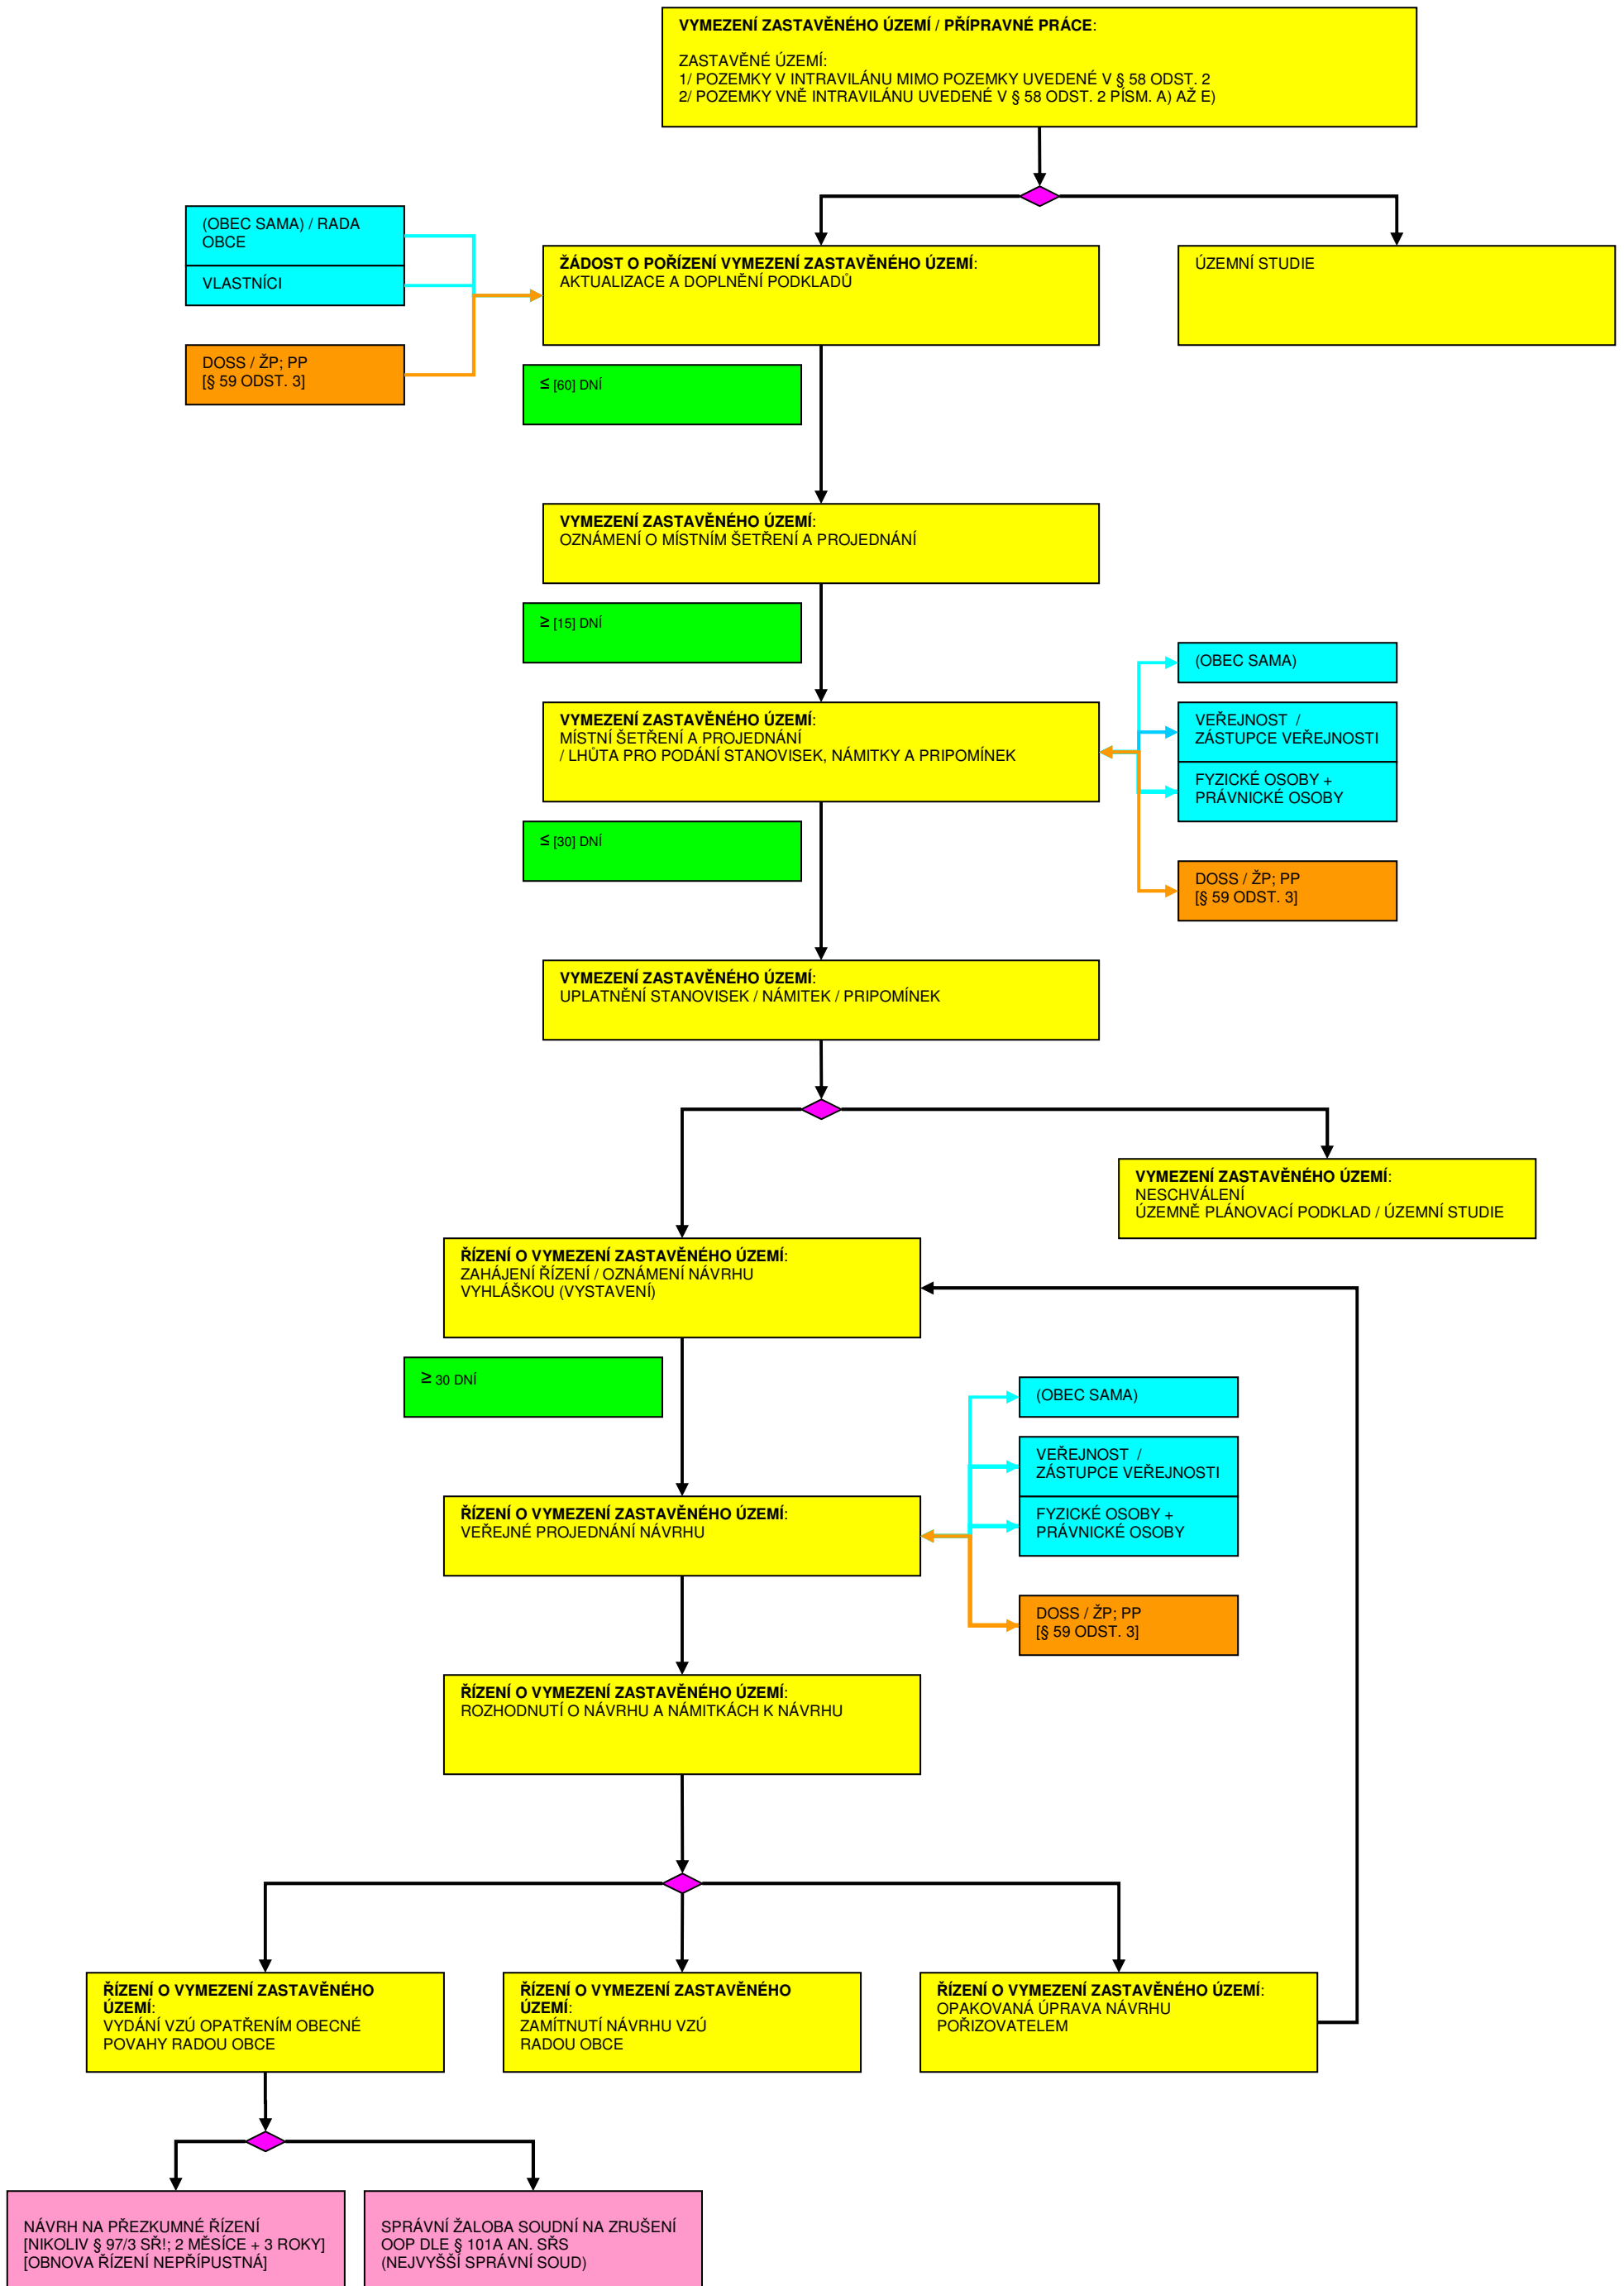 VYMEZENÍ ZASTAVĚNÉHO ÚZEMÍ / PŘÍPRAVNÉ PRÁCE:
ZASTAVĚNÉ ÚZEMÍ:
1/ POZEMKY V INTRAVILÁNU MIMO POZEMKY UVEDENÉ V § 58 ODST. 2
2/ POZEMKY VNĚ INTRAVILÁNU UVEDENÉ V § 58 ODST. 2 PÍSM. A) AŽ E)
(OBEC SAMA) / RADA
OBCE
VLASTNÍCI
DOSS / ŽP; PP
[§ 59 ODST. 3]
ŽÁDOST O POŘÍZENÍ VYMEZENÍ ZASTAVĚNÉHO ÚZEMÍ:
AKTUALIZACE A DOPLNĚNÍ PODKLADŮ
ÚZEMNÍ STUDIE
≤ [60] DNÍ
VYMEZENÍ ZASTAVĚNÉHO ÚZEMÍ:
OZNÁMENÍ O MÍSTNÍM ŠETŘENÍ A PROJEDNÁNÍ
≥ [15] DNÍ
VYMEZENÍ ZASTAVĚNÉHO ÚZEMÍ:
MÍSTNÍ ŠETŘENÍ A PROJEDNÁNÍ
/ LHŮTA PRO PODÁNÍ STANOVISEK, NÁMITKY A PRIPOMÍNEK
(OBEC SAMA)
VEŘEJNOST /
ZÁSTUPCE VEŘEJNOSTI
FYZICKÉ OSOBY +
PRÁVNICKÉ OSOBY
DOSS / ŽP; PP
[§ 59 ODST. 3]
≤ [30] DNÍ
VYMEZENÍ ZASTAVĚNÉHO ÚZEMÍ:
UPLATNĚNÍ STANOVISEK / NÁMITEK / PRIPOMÍNEK
VYMEZENÍ ZASTAVĚNÉHO ÚZEMÍ:
NESCHVÁLENÍ
ÚZEMNĚ PLÁNOVACÍ PODKLAD / ÚZEMNÍ STUDIE
ŘÍZENÍ O VYMEZENÍ ZASTAVĚNÉHO ÚZEMÍ:
ZAHÁJENÍ ŘÍZENÍ / OZNÁMENÍ NÁVRHU
VYHLÁŠKOU (VYSTAVENÍ)
≥ 30 DNÍ
(OBEC SAMA)
VEŘEJNOST /
ZÁSTUPCE VEŘEJNOSTI
FYZICKÉ OSOBY +
PRÁVNICKÉ OSOBY
DOSS / ŽP; PP
[§ 59 ODST. 3]
ŘÍZENÍ O VYMEZENÍ ZASTAVĚNÉHO ÚZEMÍ:
VEŘEJNÉ PROJEDNÁNÍ NÁVRHU
ŘÍZENÍ O VYMEZENÍ ZASTAVĚNÉHO ÚZEMÍ:
ROZHODNUTÍ O NÁVRHU A NÁMITKÁCH K NÁVRHU
ŘÍZENÍ O VYMEZENÍ ZASTAVĚNÉHO
ÚZEMÍ:
VYDÁNÍ VZÚ OPATŘENÍM OBECNÉ
POVAHY RADOU OBCE
ŘÍZENÍ O VYMEZENÍ ZASTAVĚNÉHO
ÚZEMÍ:
ZAMÍTNUTÍ NÁVRHU VZÚ
RADOU OBCE
ŘÍZENÍ O VYMEZENÍ ZASTAVĚNÉHO ÚZEMÍ:
OPAKOVANÁ ÚPRAVA NÁVRHU
POŘIZOVATELEM
NÁVRH NA PŘEZKUMNÉ ŘÍZENÍ
[NIKOLIV § 97/3 SŘ!; 2 MĚSÍCE + 3 ROKY]
[OBNOVA ŘÍZENÍ NEPŘÍPUSTNÁ]
SPRÁVNÍ ŽALOBA SOUDNÍ NA ZRUŠENÍ
OOP DLE § 101A AN. SŘS
(NEJVYŠŠÍ SPRÁVNÍ SOUD)